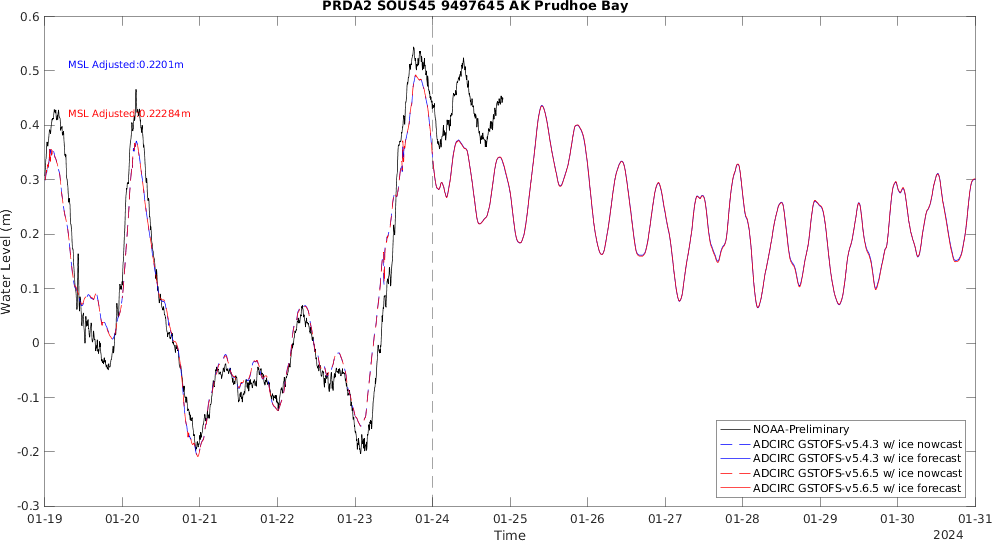 PRDA2 SOUS45 9497645 AK Prudhoe Bay
0.6
0.5
0.4
0.3
0.2
0.1
0
-0.1
-0.2
-0.3
Water Level (m)
MSL Adjusted:0.2201m
MSL Adjusted:0.22284m
NOAA-Preliminary
ADCIRC GSTOFS-v5.4.3 w/ ice nowcast
ADCIRC GSTOFS-v5.4.3 w/ ice forecast
ADCIRC GSTOFS-v5.6.5 w/ ice nowcast
ADCIRC GSTOFS-v5.6.5 w/ ice forecast
01-19 01-20 01-21 01-22 01-23 01-24 01-25 01-26 01-27 01-28 01-29 01-30 01-31
Time
2024